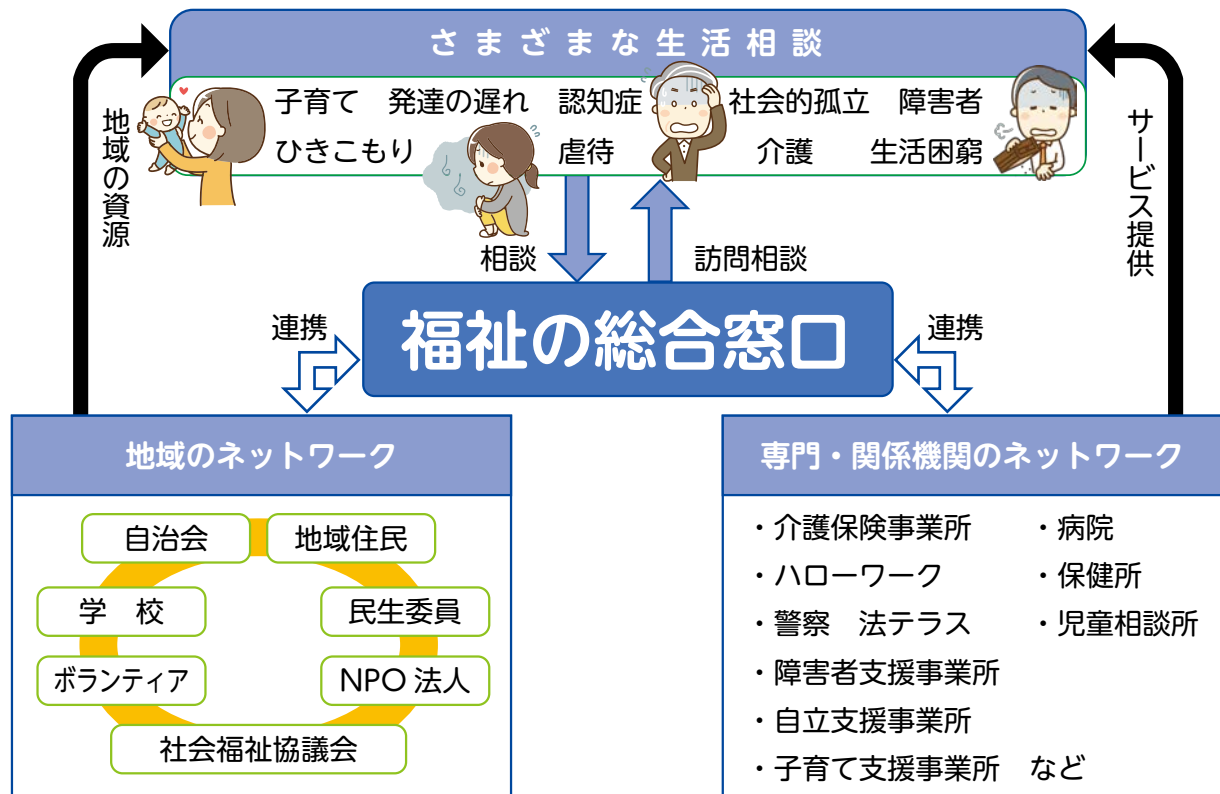 さまざまな生活相談
子育て　発達の遅れ　認知症　社会的孤立　障害者
ひきこもり　虐待　介護　生活困窮
地域の資源
サービス提供
相談
訪問相談
連携
福祉の総合窓口
連携
地域のネットワーク
自治会
地域住民
学　校
民生委員
ボランティア
NPO法人
社会福祉協議会
専門・関係機関のネットワーク
・介護保険事業所　・病院
・ハローワーク　・保健所
・警察　法テラス　・児童相談所
・障害者支援事業所
・自立支援事業所
・子育て支援事業所　など